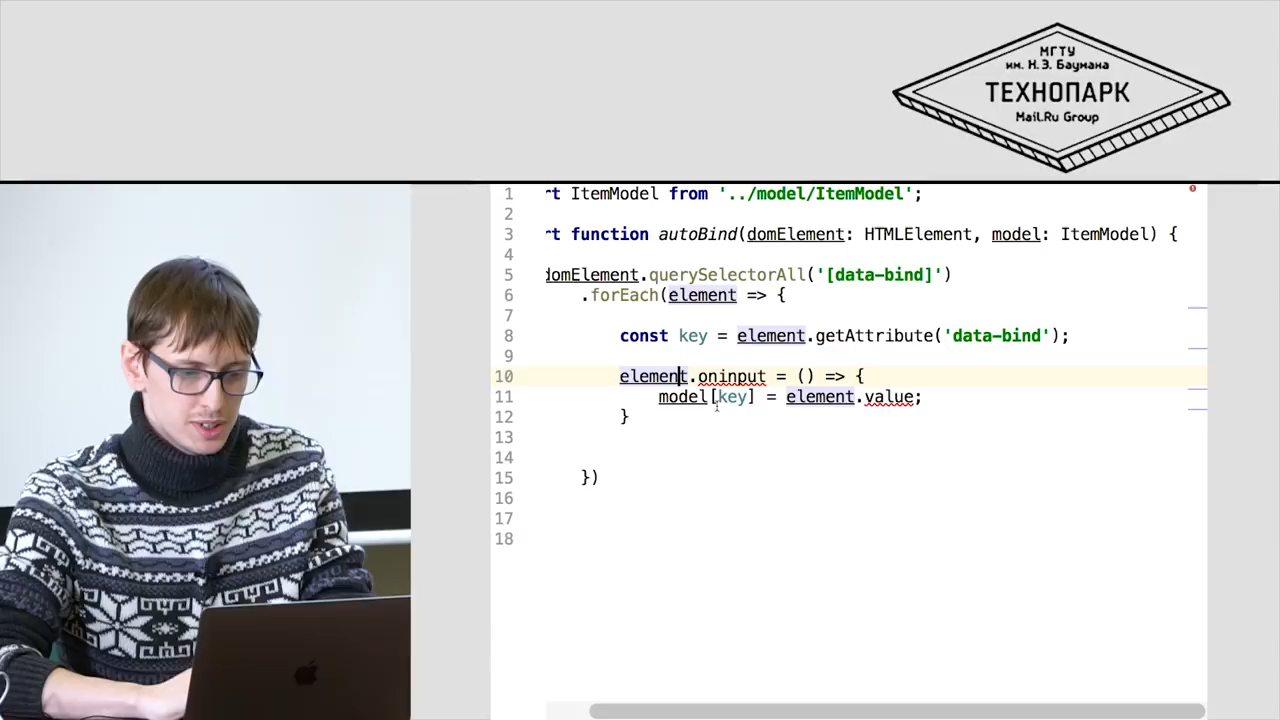 МГТУ
им. Н.Э. Баумана
ТЕХНОПАРК
Mail.Ru Group
1 rt ItemModel from '../model/ItemModel';
2
3 rt function autoBind(domElement: HTMLElement, model: ItemModel) {
4
5 domElement.querySelectorAll('[data-bind]')
6 .forEach(element => {
7
8 const key = element.getAttribute('data-bind');
9
10 element.oninput = () => {
11 model[key] = element.value;
12 }
13
14
15 })
16
17
18